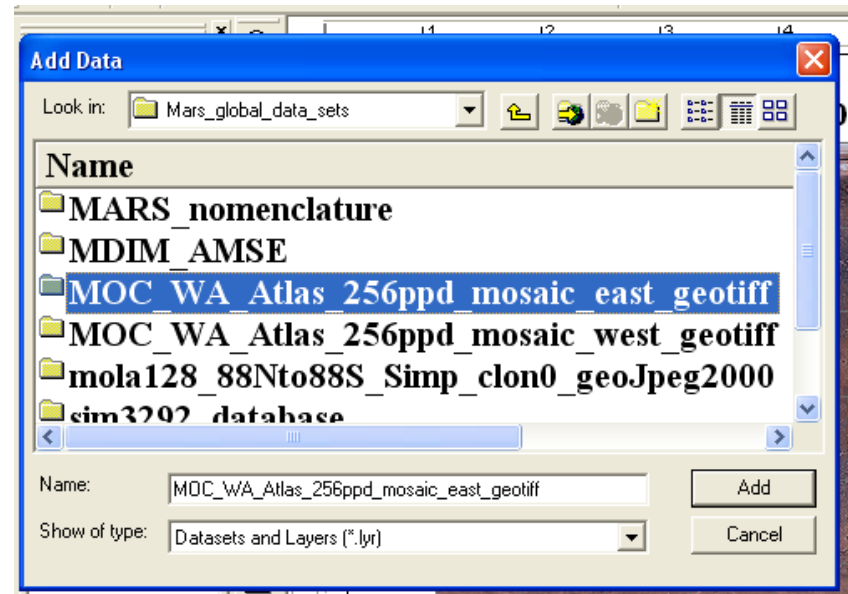 Add Data
Look in: Mars_global_data_sets
Name
MARS_nomenclature
MDIM_AMSE
MOC_WA_Atlas_256ppd_mosaic_east_geotiff
MOC_WA_Atlas_256ppd_mosaic_west_geotiff
mola128_88Nto88S_Simp_clon0_geoJpeg2000
sim3292_database
Name: MOC_WA_Atlas_256ppd_mosaic_east_geotiff Add
Show of type: Datasets and Layers (*.lyr) Cancel